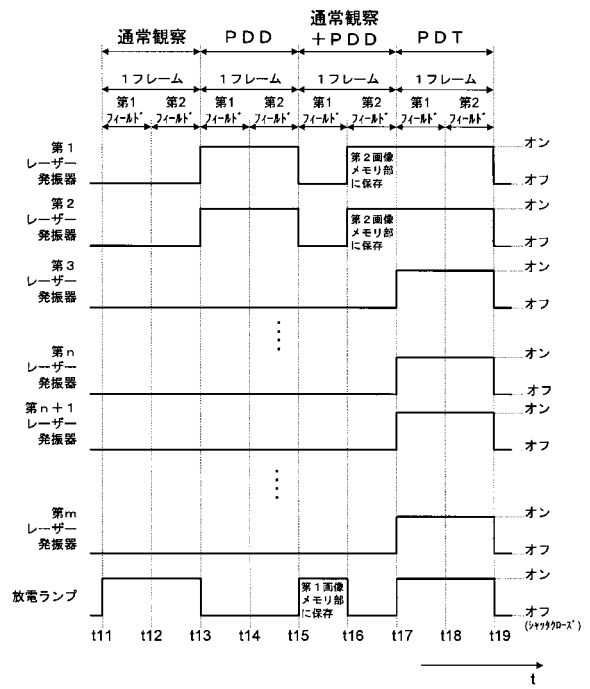 通常観察
ＰＤＤ
通常観察
＋ＰＤＤ
ＰＤＴ
１フレーム
１フレーム
１フレーム
１フレーム
第1
ﾌｨｰﾙﾄﾞ
第2
ﾌｨｰﾙﾄﾞ
第1
ﾌｨｰﾙﾄﾞ
第2
ﾌｨｰﾙﾄﾞ
第1
ﾌｨｰﾙﾄﾞ
第2
ﾌｨｰﾙﾄﾞ
第1
ﾌｨｰﾙﾄﾞ
第2
ﾌｨｰﾙﾄﾞ
第１
レーザー
発振器
第２画像
メモリ部
に保存
オン
オフ
第２
レーザー
発振器
第２画像
メモリ部
に保存
オン
オフ
第３
レーザー
発振器
オン
オフ
第ｎ
レーザー
発振器
オン
オフ
第ｎ＋１
レーザー
発振器
オン
オフ
第ｍ
レーザー
発振器
オン
オフ
放電ランプ
第１画像
メモリ部
に保存
オン
オフ
(ｼｬｯﾀｸﾛｰｽﾞ)
t11 t12 t13 t14 t15 t16 t17 t18 t19
t